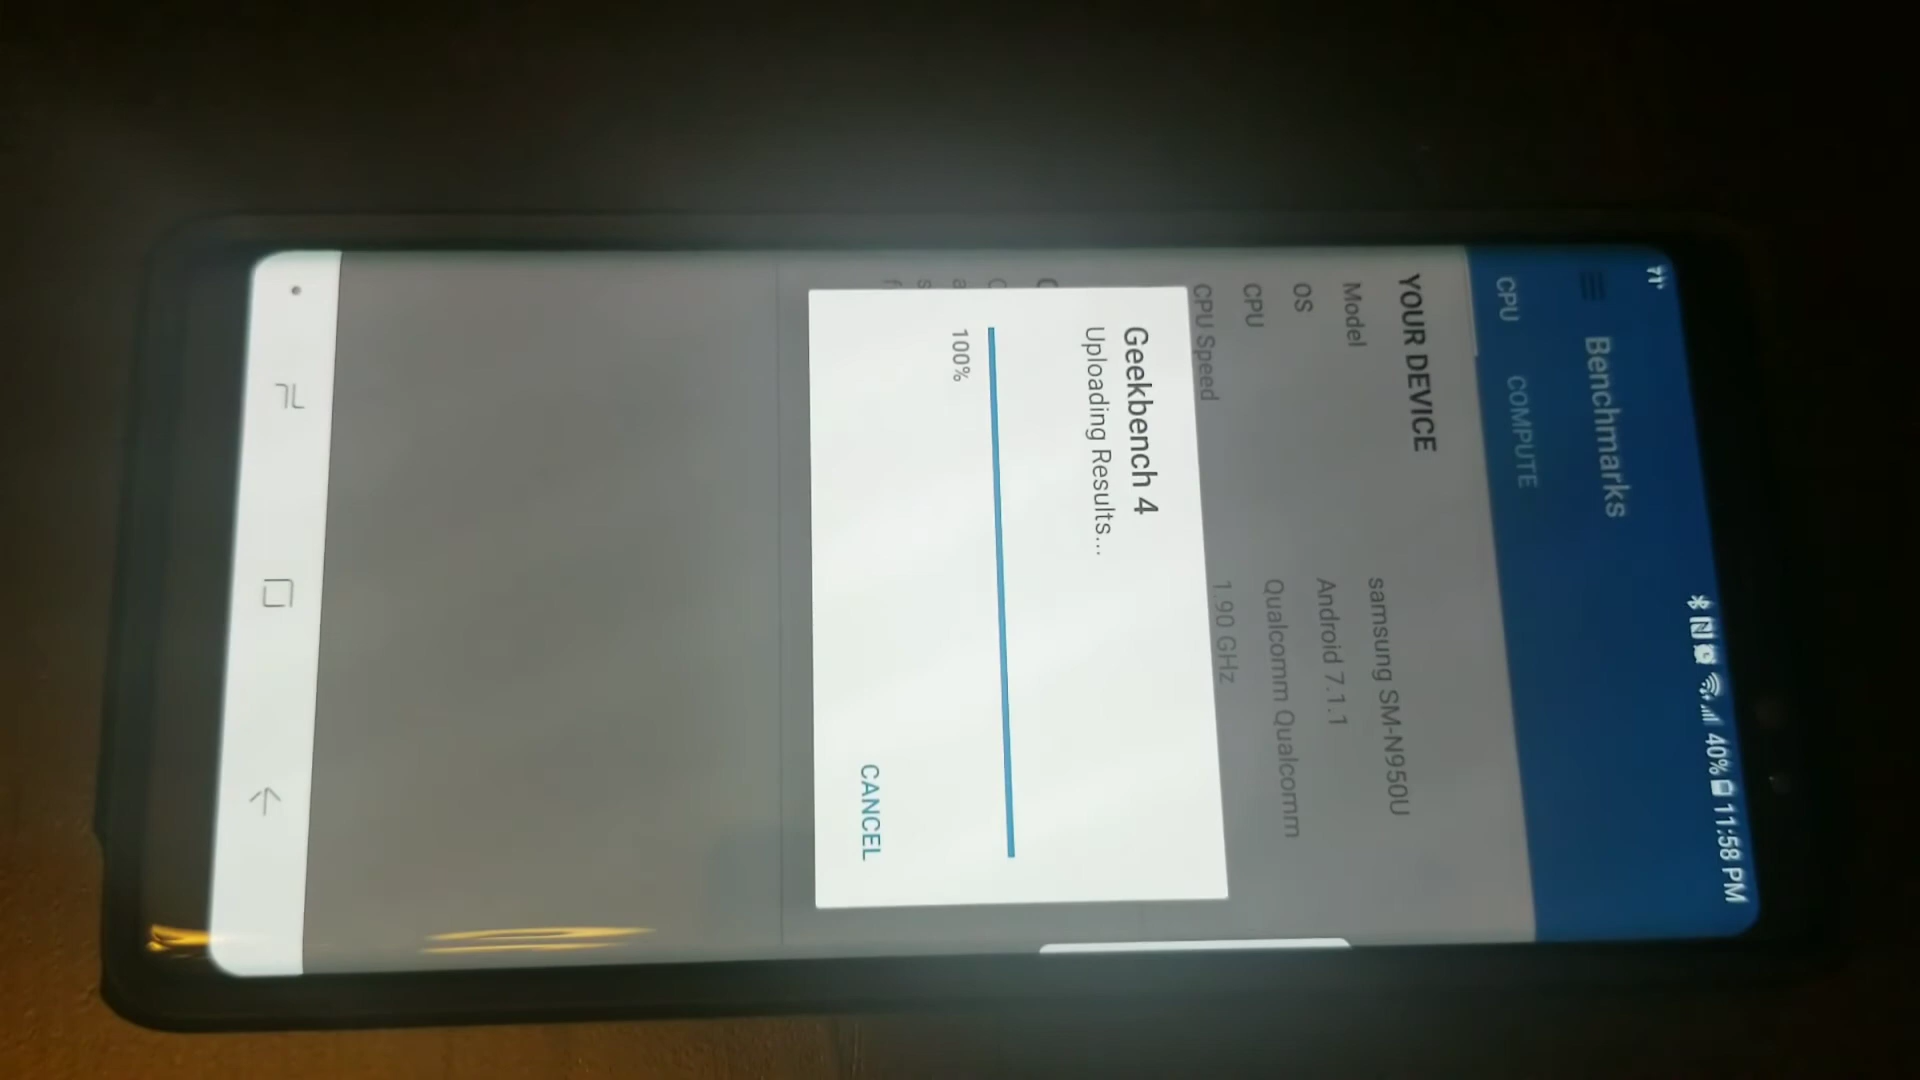 71°
40% 11:58 PM
Benchmarks
CPU COMPUTE
YOUR DEVICE
Model samsung SM-N950U
OS Android 7.1.1
CPU Qualcomm Qualcomm
CPU Speed 1.90 GHz
Geekbench 4
Uploading Results...
100%
CANCEL